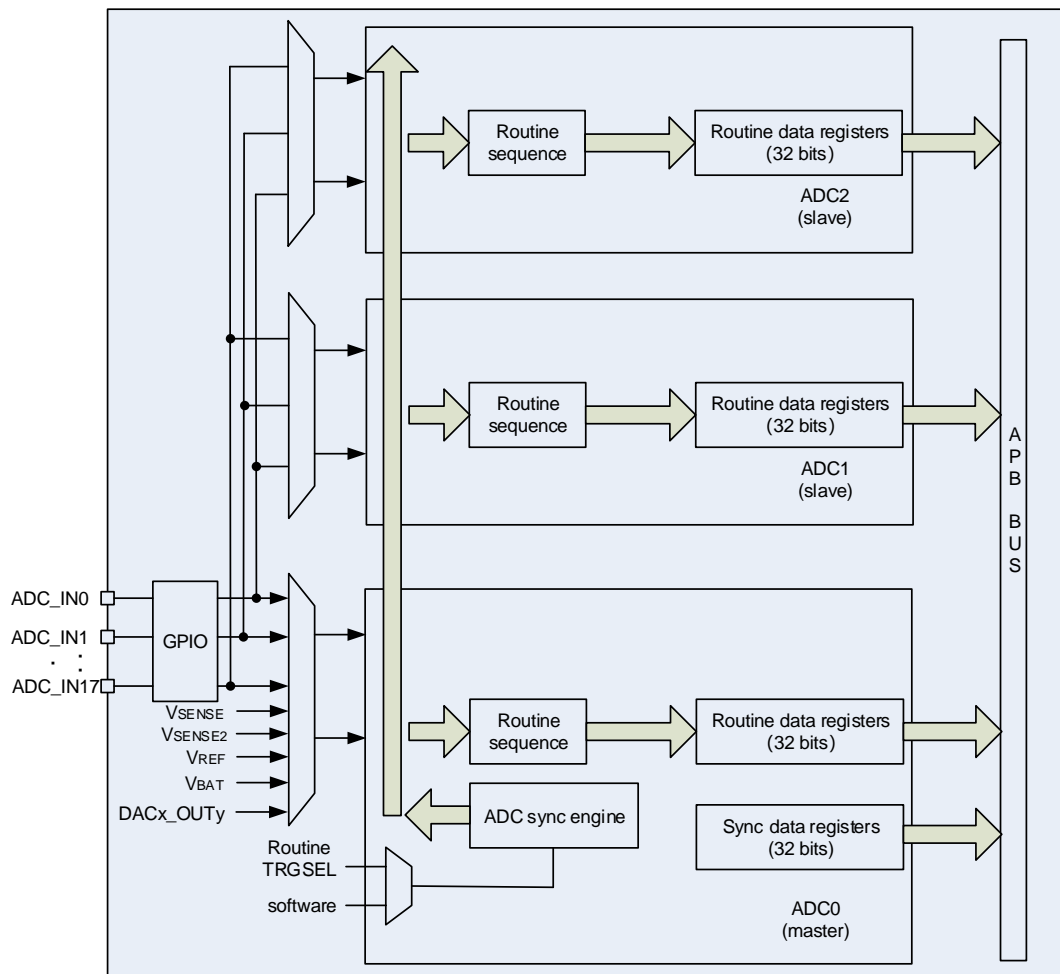 Routine
sequence
Routine data registers
(32 bits)
ADC2
(slave)
Routine
sequence
Routine data registers
(32 bits)
ADC1
(slave)
APB BUS
ADC_IN0
ADC_IN1
ADC_IN17
GPIO
VSENSE
VSENSE2
VREF
VBAT
DACx_OUTy
Routine
sequence
Routine data registers
(32 bits)
ADC sync engine
Sync data registers
(32 bits)
Routine
TRGSEL
software
ADC0
(master)